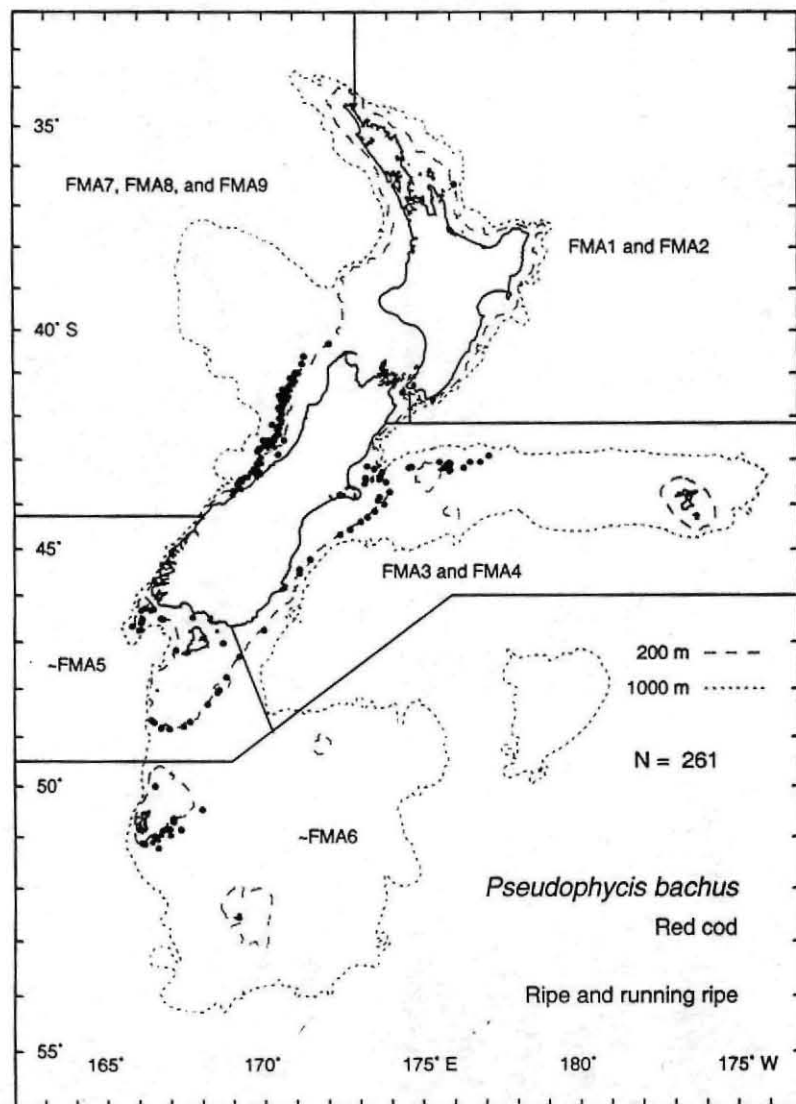 35°
FMA7, FMA8, and FMA9
FMA1 and FMA2
40° S
45°
FMA3 and FMA4
~FMA5
200 m
1000 m
N = 261
50°
~FMA6
Pseudophycis bachus
Red cod
Ripe and running ripe
55°
165°
170°
175° E
180°
175° W